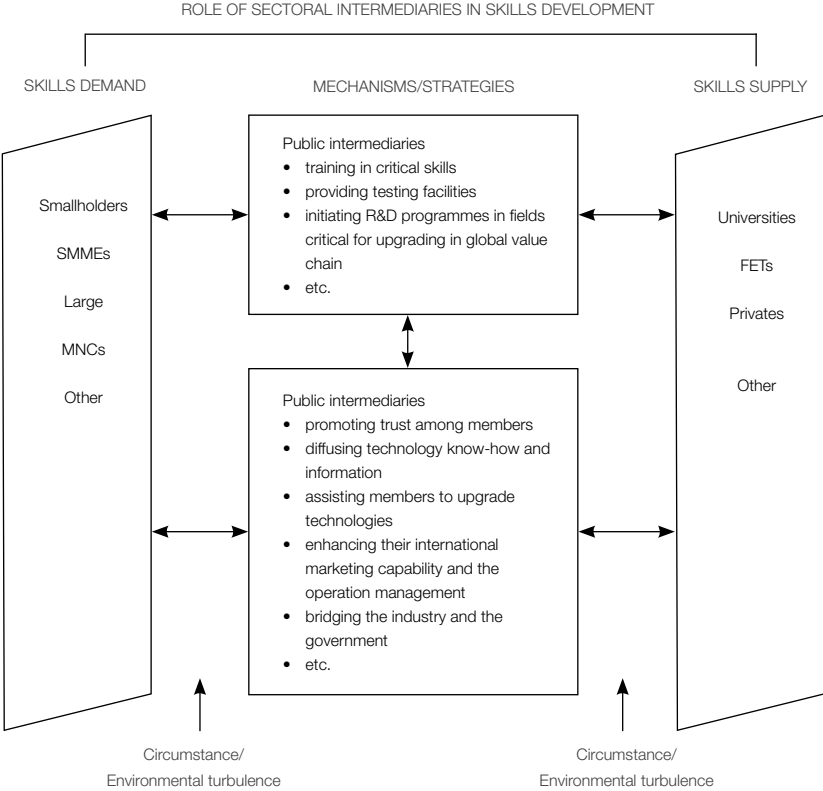 ROLE OF SECTORAL INTERMEDIARIES IN SKILLS DEVELOPMENT
SKILLS DEMAND
MECHANISMS/STRATEGIES
SKILLS SUPPLY
Smallholders
SMMEs
Large
MNCs
Other
Public intermediaries
• training in critical skills
• providing testing facilities
• initiating R&D programmes in fields
critical for upgrading in global value
chain
• etc.
Public intermediaries
• promoting trust among members
• diffusing technology know-how and
information
• assisting members to upgrade
technologies
• enhancing their international
marketing capability and the
operation management
• bridging the industry and the
government
• etc.
Universities
FETs
Privates
Other
Circumstance/
Environmental turbulence
Circumstance/
Environmental turbulence